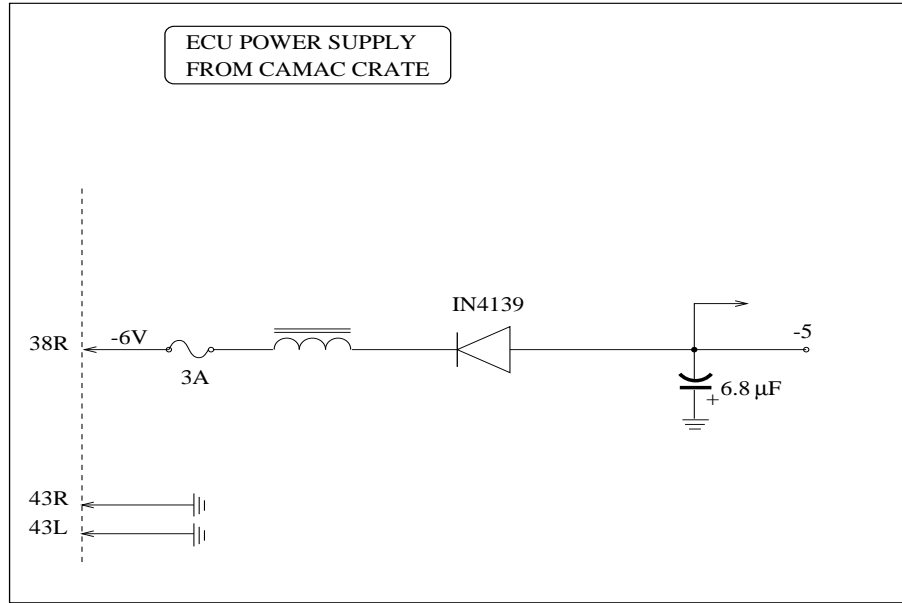 ECU POWER SUPPLY
FROM CAMAC CRATE
IN4139
38R
-6V
-5
3A
6.8 μF
+
43R
43L